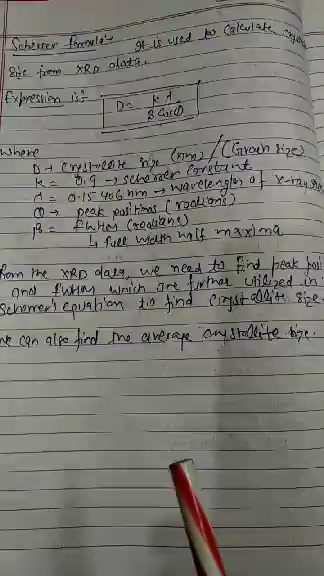 Scherrer formula:- It is used to calculate
size from XRD data.
Expression is:- D = kλ / β cosθ
where
D → crystallite size (nm) / (Grain size)
k = 0.9 → scherrer constant
λ = 0.15406 nm → wavelength of x-ray
θ → peak positions (radians)
β = FWHM (radians)
↳ full width half maxima
from the XRD data, we need to find peak
and FWHM which are further utilized in
Scherrer's equation to find crystallite size
we can also find the average crystallite size.